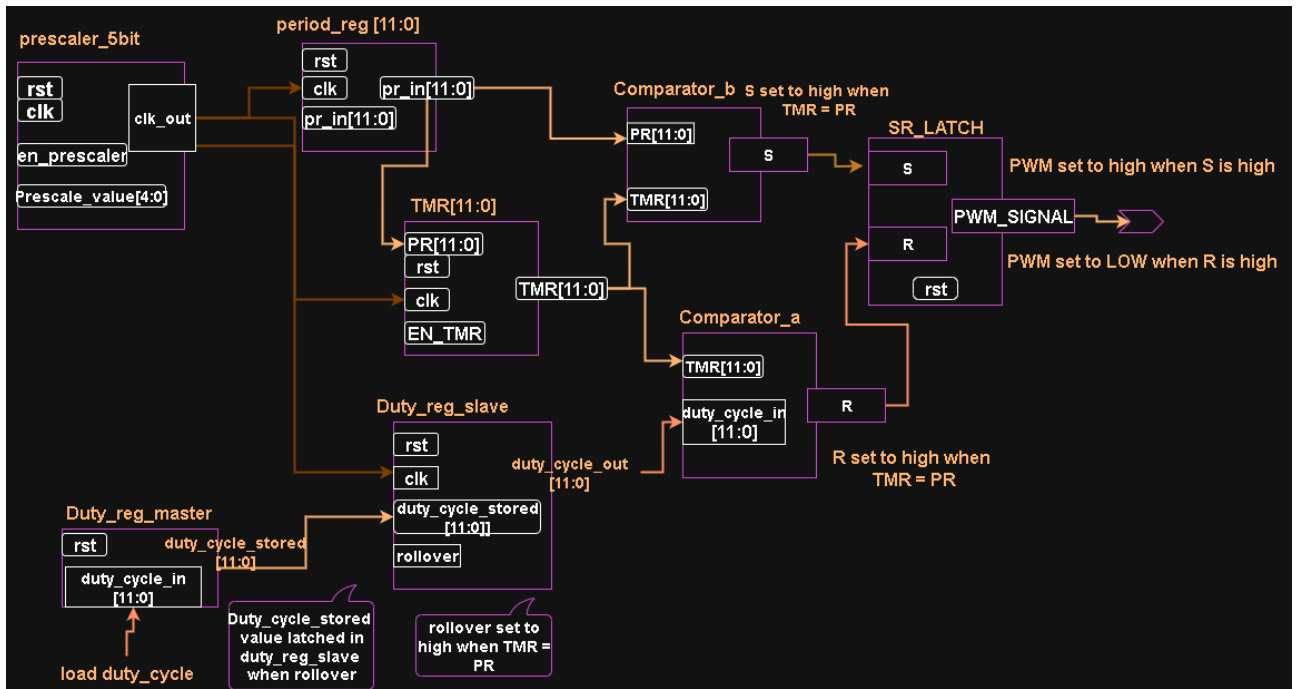 prescaler_5bit
rst
clk
clk_out
en_prescaler
Prescale_value[4:0]
period_reg [11:0]
rst
clk
pr_in[11:0]
pr_in[11:0]
TMR[11:0]
PR[11:0]
rst
clk
EN_TMR
TMR[11:0]
Comparator_b
S set to high when
TMR = PR
PR[11:0]
S
TMR[11:0]
SR_LATCH
S
PWM set to high when S is high
PWM_SIGNAL
R
PWM set to LOW when R is high
rst
Comparator_a
TMR[11:0]
duty_cycle_in
[11:0]
R
R set to high when
TMR = PR
Duty_reg_slave
rst
clk
duty_cycle_out
[11:0]
duty_cycle_stored
[11:0]]
rollover
Duty_reg_master
rst
duty_cycle_stored
[11:0]
duty_cycle_in
[11:0]
load duty_cycle
Duty_cycle_stored
value latched in
duty_reg_slave
when rollover
rollover set to
high when TMR =
PR